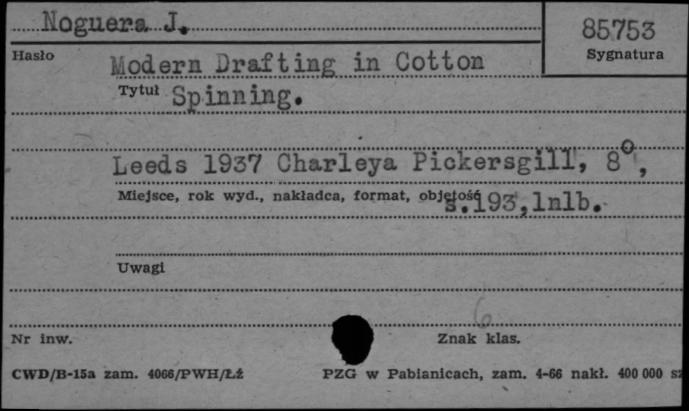 Noguera J.
85753
Hasło
Sygnatura
Modern Drafting in Cotton
Tytuł Spinning.
Leeds 1937 Charleya Pickersgill, 8°,
Miejsce, rok wyd., nakładca, format, objętość
s.193,1nlb.
Uwagi
6
Nr inw.
Znak klas.
CWD/B-15a zam. 4066/PWH/Łż
PZG w Pabianicach, zam. 4-66 nakł. 400 000